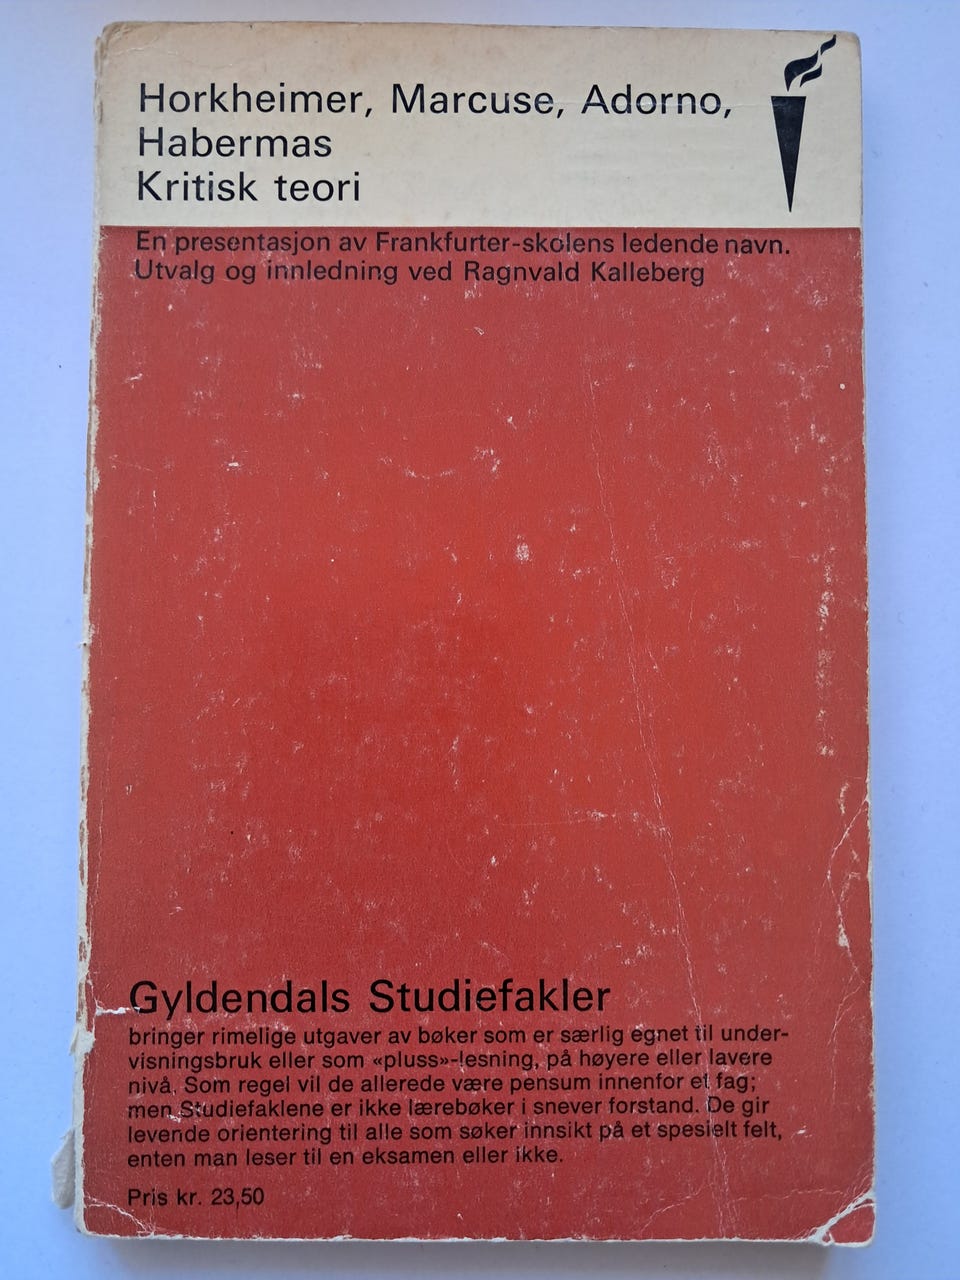 Horkheimer, Marcuse, Adorno,
Habermas
Kritisk teori
En presentasjon av Frankfurter-skolens ledende navn.
Utvalg og innledning ved Ragnvald Kalleberg
Gyldendals Studiefakler
bringer rimelige utgaver av bøker som er særlig egnet til under-
visningsbruk eller som «pluss»-lesning, på høyere eller lavere
nivå. Som regel vil de allerede være pensum innenfor et fag;
men Studiefaklene er ikke lærebøker i snever forstand. De gir
levende orientering til alle som søker innsikt på et spesielt felt,
enten man leser til en eksamen eller ikke.
Pris kr. 23,50